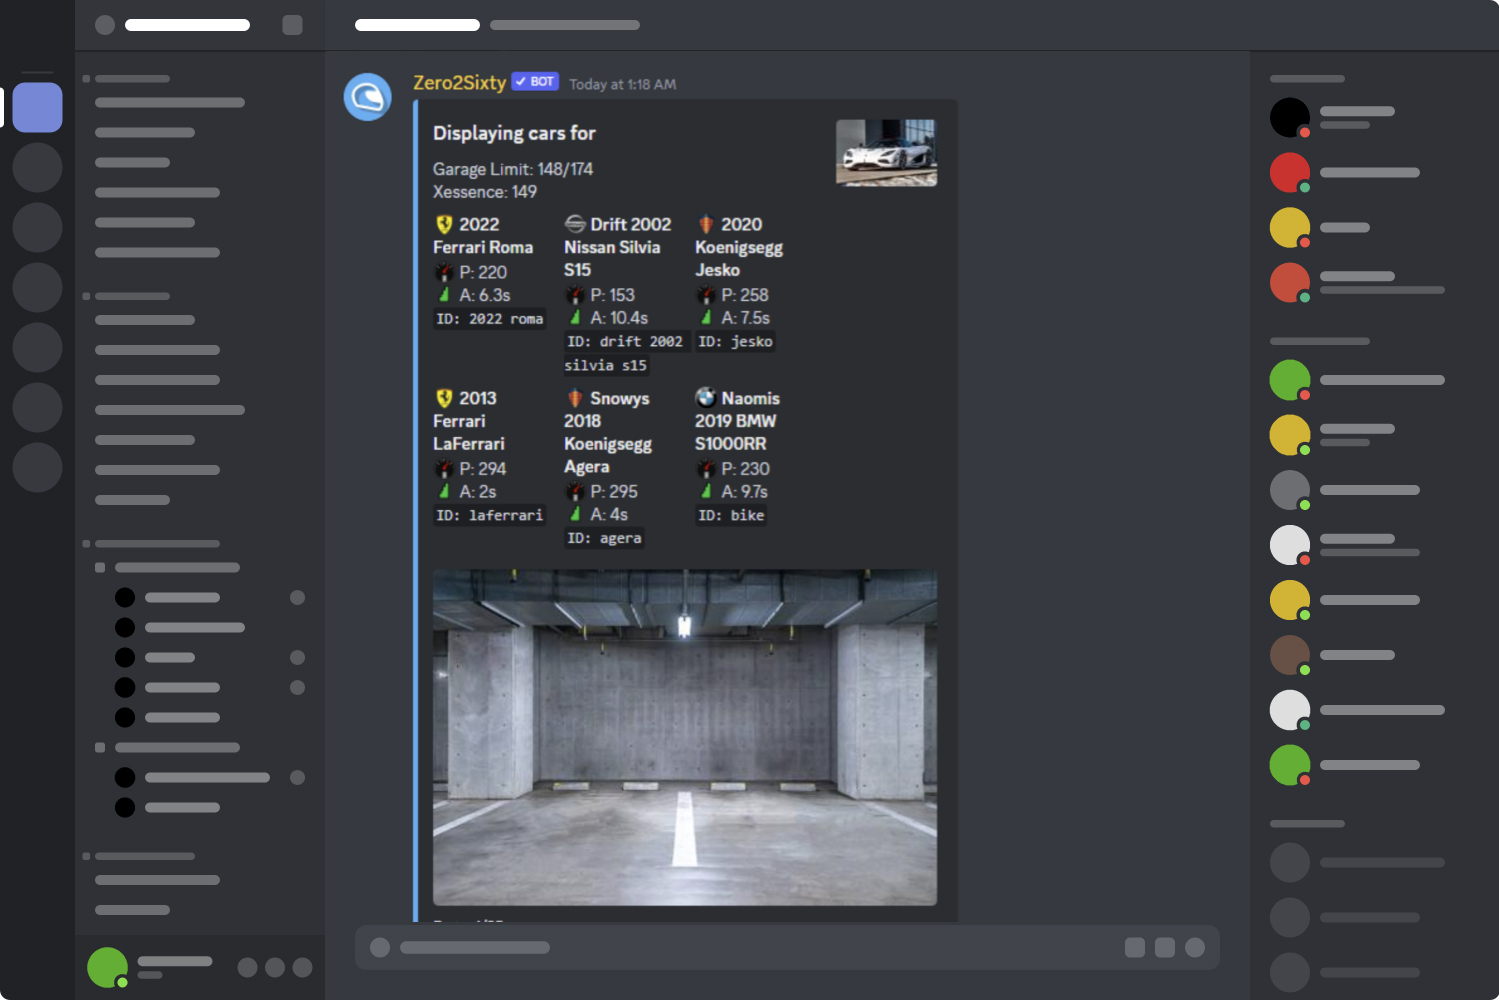 Zero2Sixty ✓ BOT Today at 1:18 AM
Displaying cars for
Garage Limit: 148/174
Xessence: 149
2022
Ferrari Roma
P: 220
A: 6.3s
ID: 2022 roma
Drift 2002
Nissan Silvia
S15
P: 153
A: 10.4s
ID: drift 2002
silvia s15
2020
Koenigsegg
Jesko
P: 258
A: 7.5s
ID: jesko
2013
Ferrari
LaFerrari
P: 294
A: 2s
ID: laferrari
Snowys
2018
Koenigsegg
Agera
P: 295
A: 4s
ID: agera
Naomis
2019 BMW
S1000RR
P: 230
A: 9.7s
ID: bike